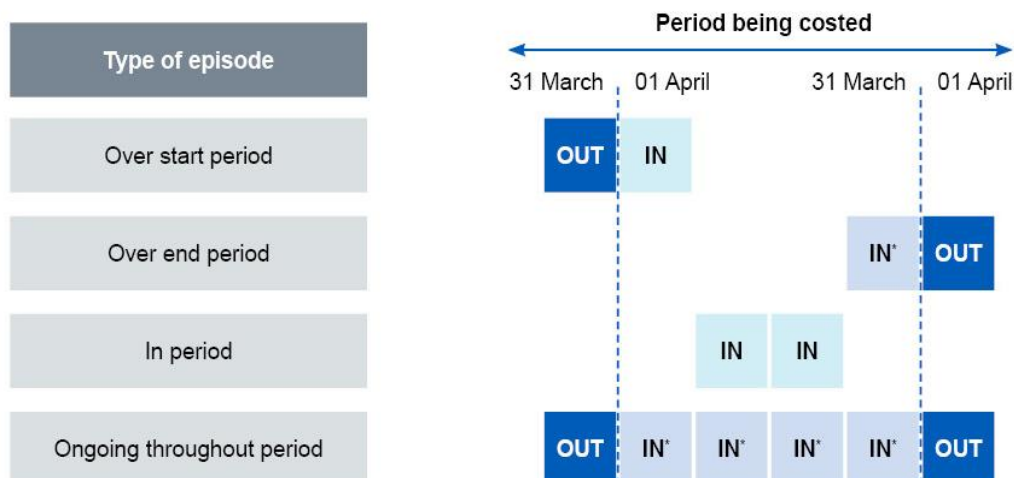 Period being costed
Type of episode
31 March 01 April 31 March 01 April
Over start period OUT IN
Over end period IN* OUT
In period IN IN
Ongoing throughout period OUT IN* IN* IN* IN* OUT